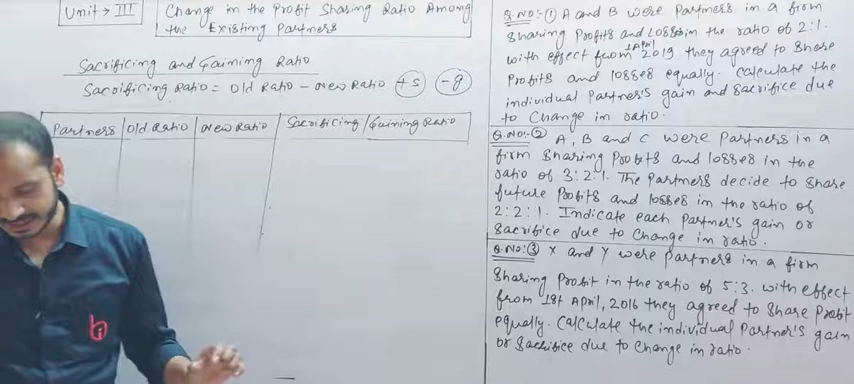 Unit → III
Change in the Profit Sharing Ratio Among
the Existing Partners
Sacrificing and Gaining Ratio
Sacrificing Ratio = Old Ratio - New Ratio +s -g
Partners Old Ratio New Ratio Sacrificing / Gaining Ratio
Q.No:- ① A and B were Partners in a firm
sharing Profits and Losses in the ratio of 2:1.
with effect from 1 April 2019 they agreed to share
Profits and losses equally. Calculate the
individual Partner's gain and sacrifice due
to Change in ratio.
Q.No:- ② A, B and C were Partners in a
firm sharing Profits and losses in the
ratio of 3:2:1. The Partners decide to share
future Profits and losses in the ratio of
2:2:1. Indicate each Partner's gain or
sacrifice due to change in ratio.
Q.No: ③ X and Y were Partners in a firm
sharing Profit in the ratio of 5:3. with effect
from 1st April, 2016 they agreed to share Profit
equally. Calculate the individual Partner's gain
or Sacrifice due to change in ratio.